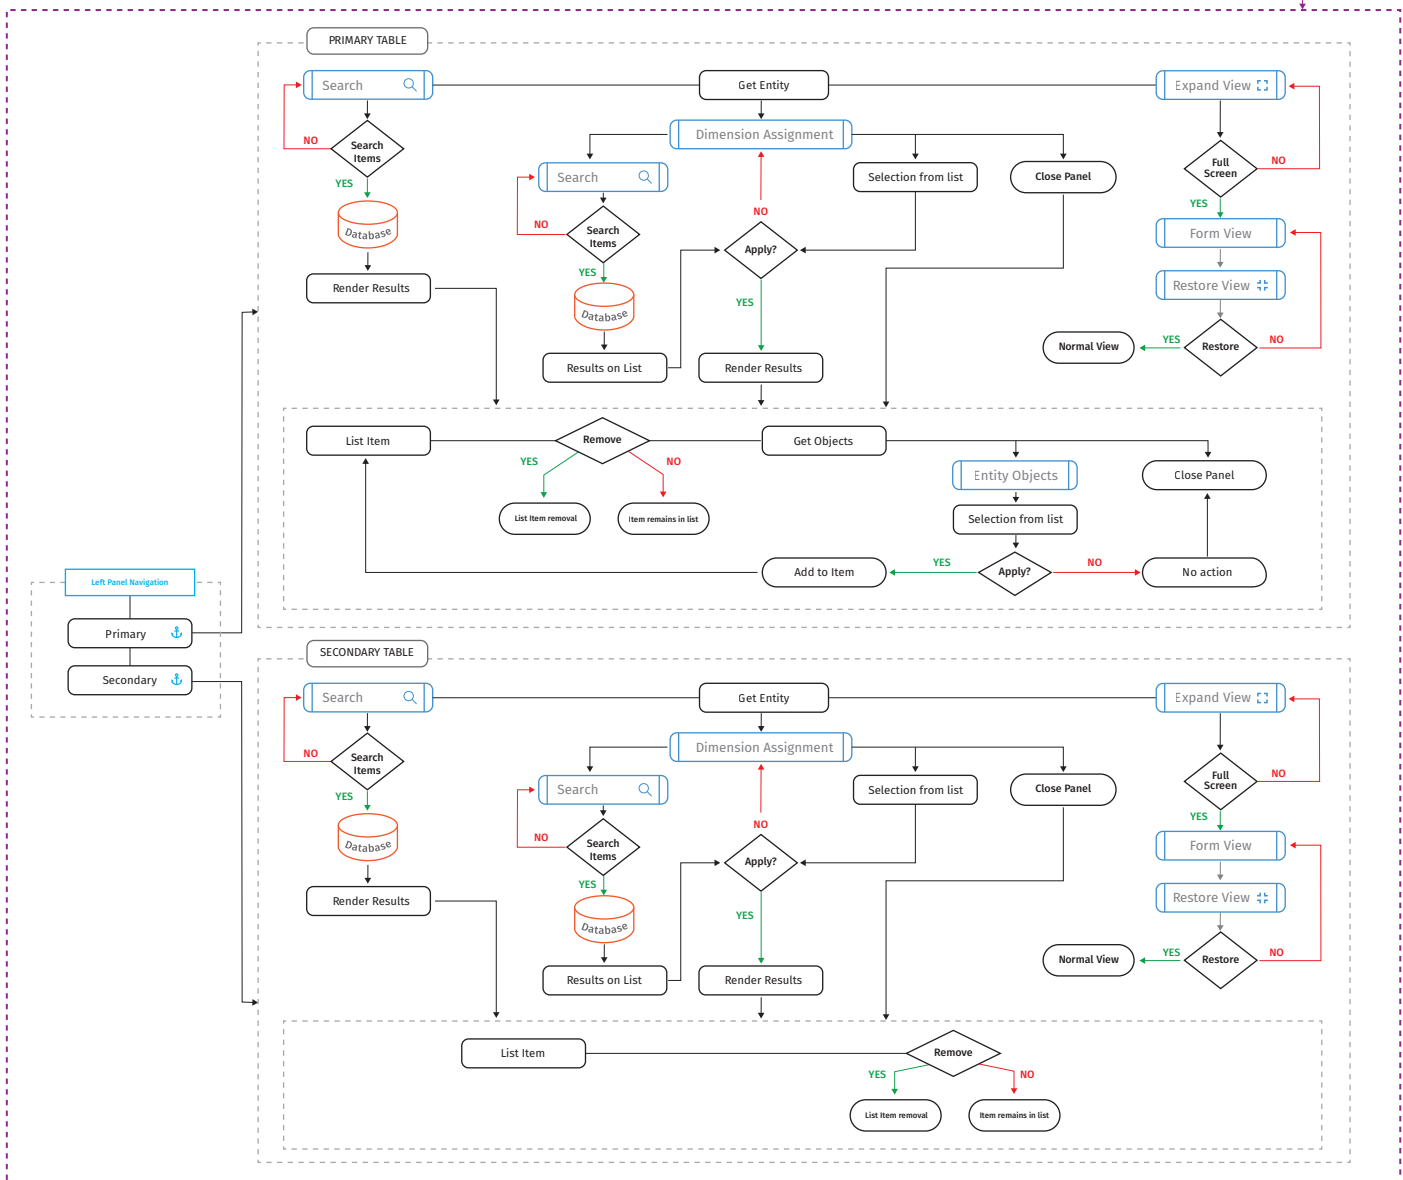 PRIMARY TABLE
Search
Get Entity
Expand View
Dimension Assignment
NO
Search
Items
Full
Screen
NO
Search
Selection from list
Close Panel
YES
YES
NO
Database
NO
Search
Items
Apply?
Form View
YES
Render Results
Restore View
YES
Database
Normal View
YES
Restore
NO
Results on List
Render Results
List Item
Remove
Get Objects
YES
NO
Entity Objects
Close Panel
List Item removal
Item remains in list
Selection from list
YES
NO
Add to Item
Apply?
No action
Left Panel Navigation
Primary
Secondary
SECONDARY TABLE
Search
Get Entity
Expand View
Dimension Assignment
NO
Search
Items
Full
Screen
NO
Search
Selection from list
Close Panel
YES
YES
NO
Database
NO
Search
Items
Apply?
Form View
YES
Render Results
Restore View
YES
Database
Normal View
YES
Restore
NO
Results on List
Render Results
List Item
Remove
YES
NO
List Item removal
Item remains in list